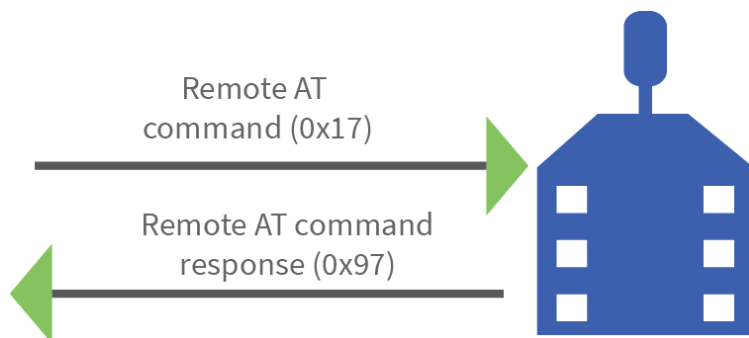 Remote AT
command (0x17)
Remote AT command
response (0x97)